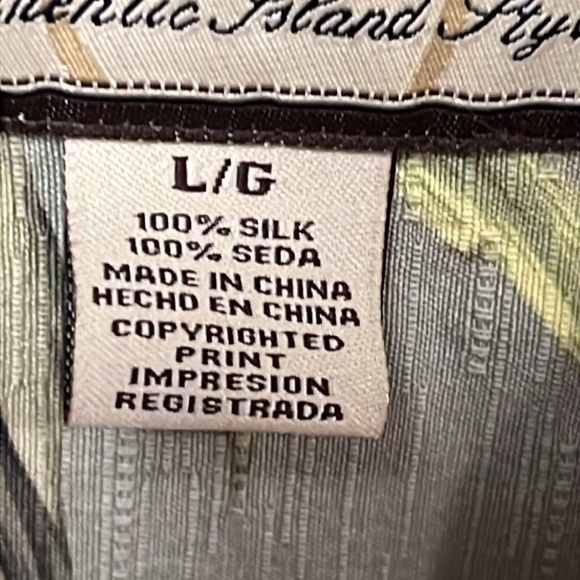 Island
L/G
100% SILK
100% SEDA
MADE IN CHINA
HECHO EN CHINA
COPYRIGHTED
PRINT
IMPRESION
REGISTRADA